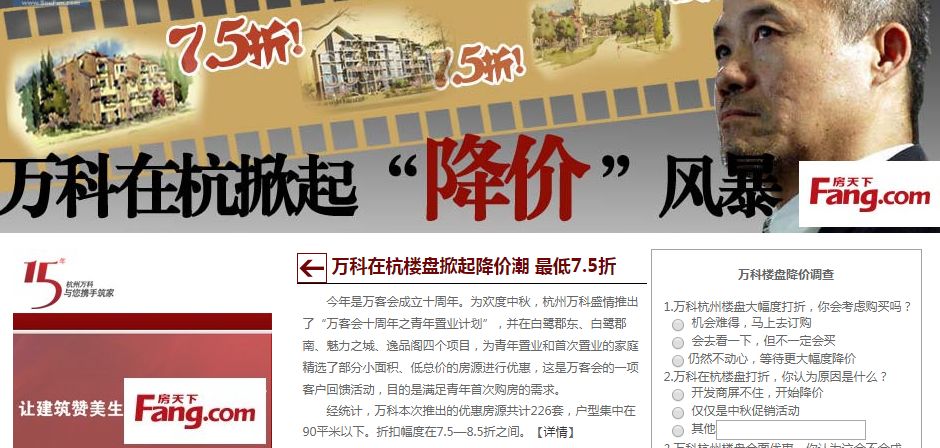 www.SouFun.com
7.5折!
7.5折!
万科在杭掀起“降价”风暴
房天下
Fang.com
15年
杭州万科
与您携手筑家
让建筑赞美生
房天下
Fang.com
万科在杭楼盘掀起降价潮 最低7.5折
今年是万客会成立十周年。为欢度中秋，杭州万科盛情推出
了“万客会十周年之青年置业计划”，并在白鹭郡东、白鹭郡
南、魅力之城、逸品阁四个项目，为青年置业和首次置业的家庭
精选了部分小面积、低总价的房源进行优惠，这是万客会的一项
客户回馈活动，目的是满足青年首次购房的需求。
经统计，万科本次推出的优惠房源共计226套，户型集中在
90平米以下。折扣幅度在7.5—8.5折之间。【详情】
万科楼盘降价调查
1.万科杭州楼盘大幅度打折，你会考虑购买吗？
机会难得，马上去订购
会去看一下，但不一定会买
仍然不动心，等待更大幅度降价
2.万科在杭楼盘打折，你认为原因是什么？
开发商屏不住，开始降价
仅仅是中秋促销活动
其他